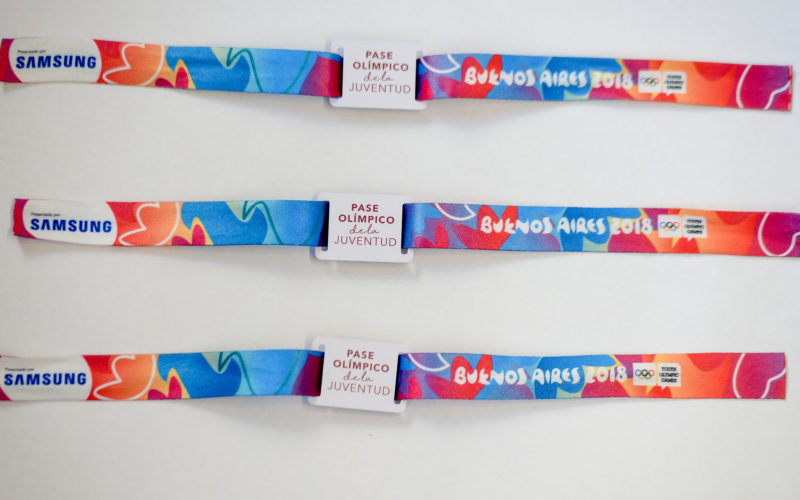 Presentado por
SAMSUNG
PASE
OLÍMPICO
de la
JUVENTUD
BUENOS AIRES 2018
YOUTH
OLYMPIC
GAMES
Presentado por
SAMSUNG
PASE
OLÍMPICO
de la
JUVENTUD
BUENOS AIRES 2018
YOUTH
OLYMPIC
GAMES
Presentado por
SAMSUNG
PASE
OLÍMPICO
de la
JUVENTUD
BUENOS AIRES 2018
YOUTH
OLYMPIC
GAMES